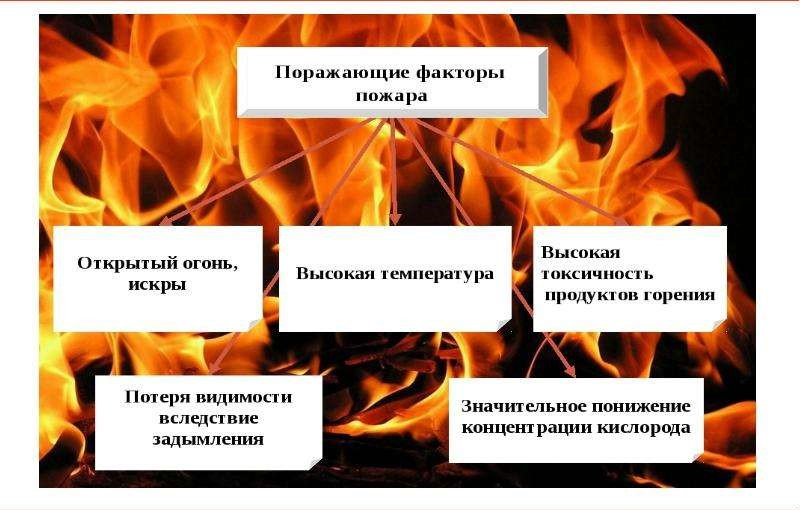 Поражающие факторы
пожара
Открытый огонь,
искры
Высокая температура
Высокая
токсичность
продуктов горения
Потеря видимости
вследствие
задымления
Значительное понижение
концентрации кислорода